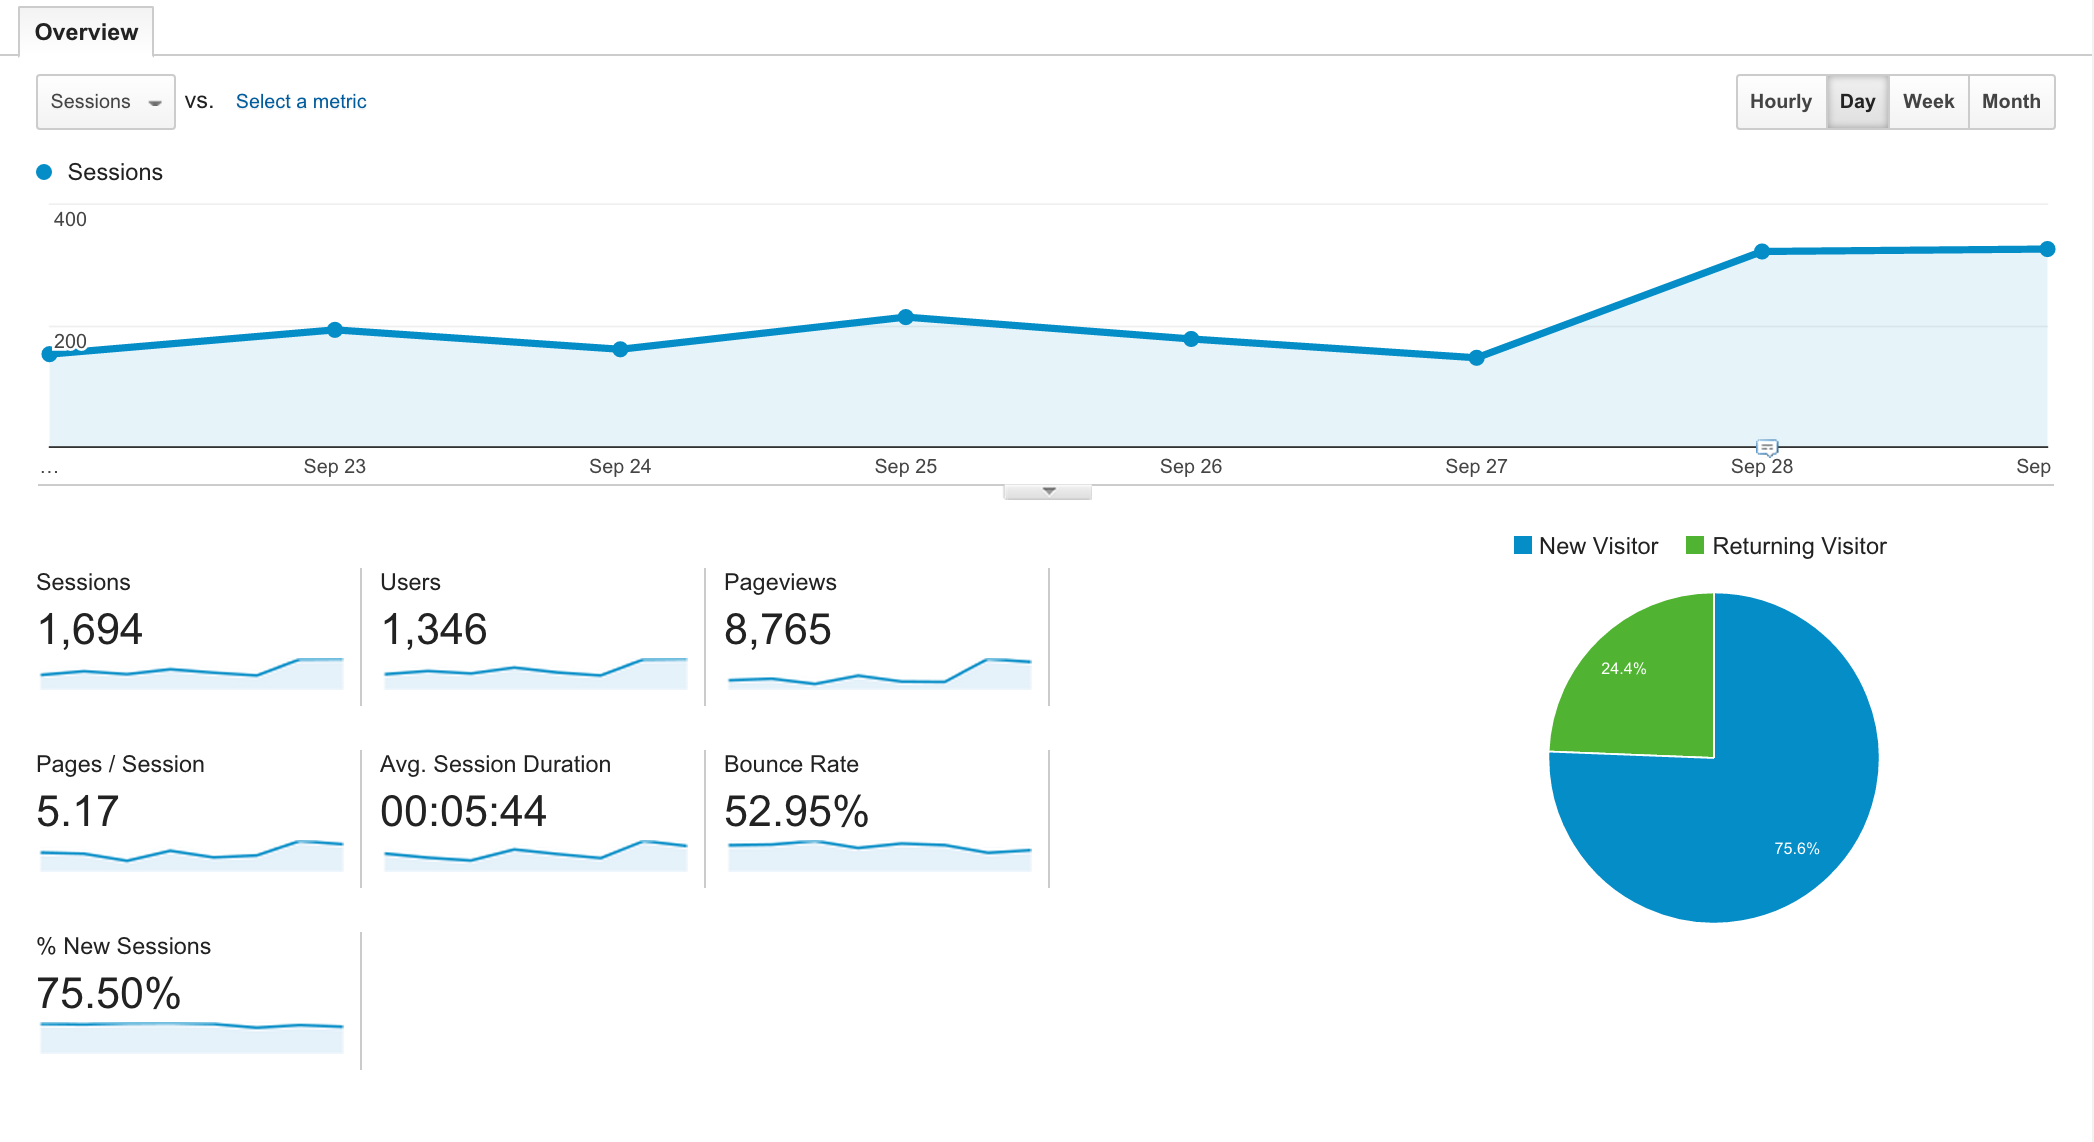 Overview
Sessions vs. Select a metric Hourly Day Week Month
Sessions
400
200
... Sep 23 Sep 24 Sep 25 Sep 26 Sep 27 Sep 28 Sep
New Visitor Returning Visitor
Sessions Users Pageviews
1,694 1,346 8,765
24.4%
Pages / Session Avg. Session Duration Bounce Rate
5.17 00:05:44 52.95%
75.6%
% New Sessions
75.50%